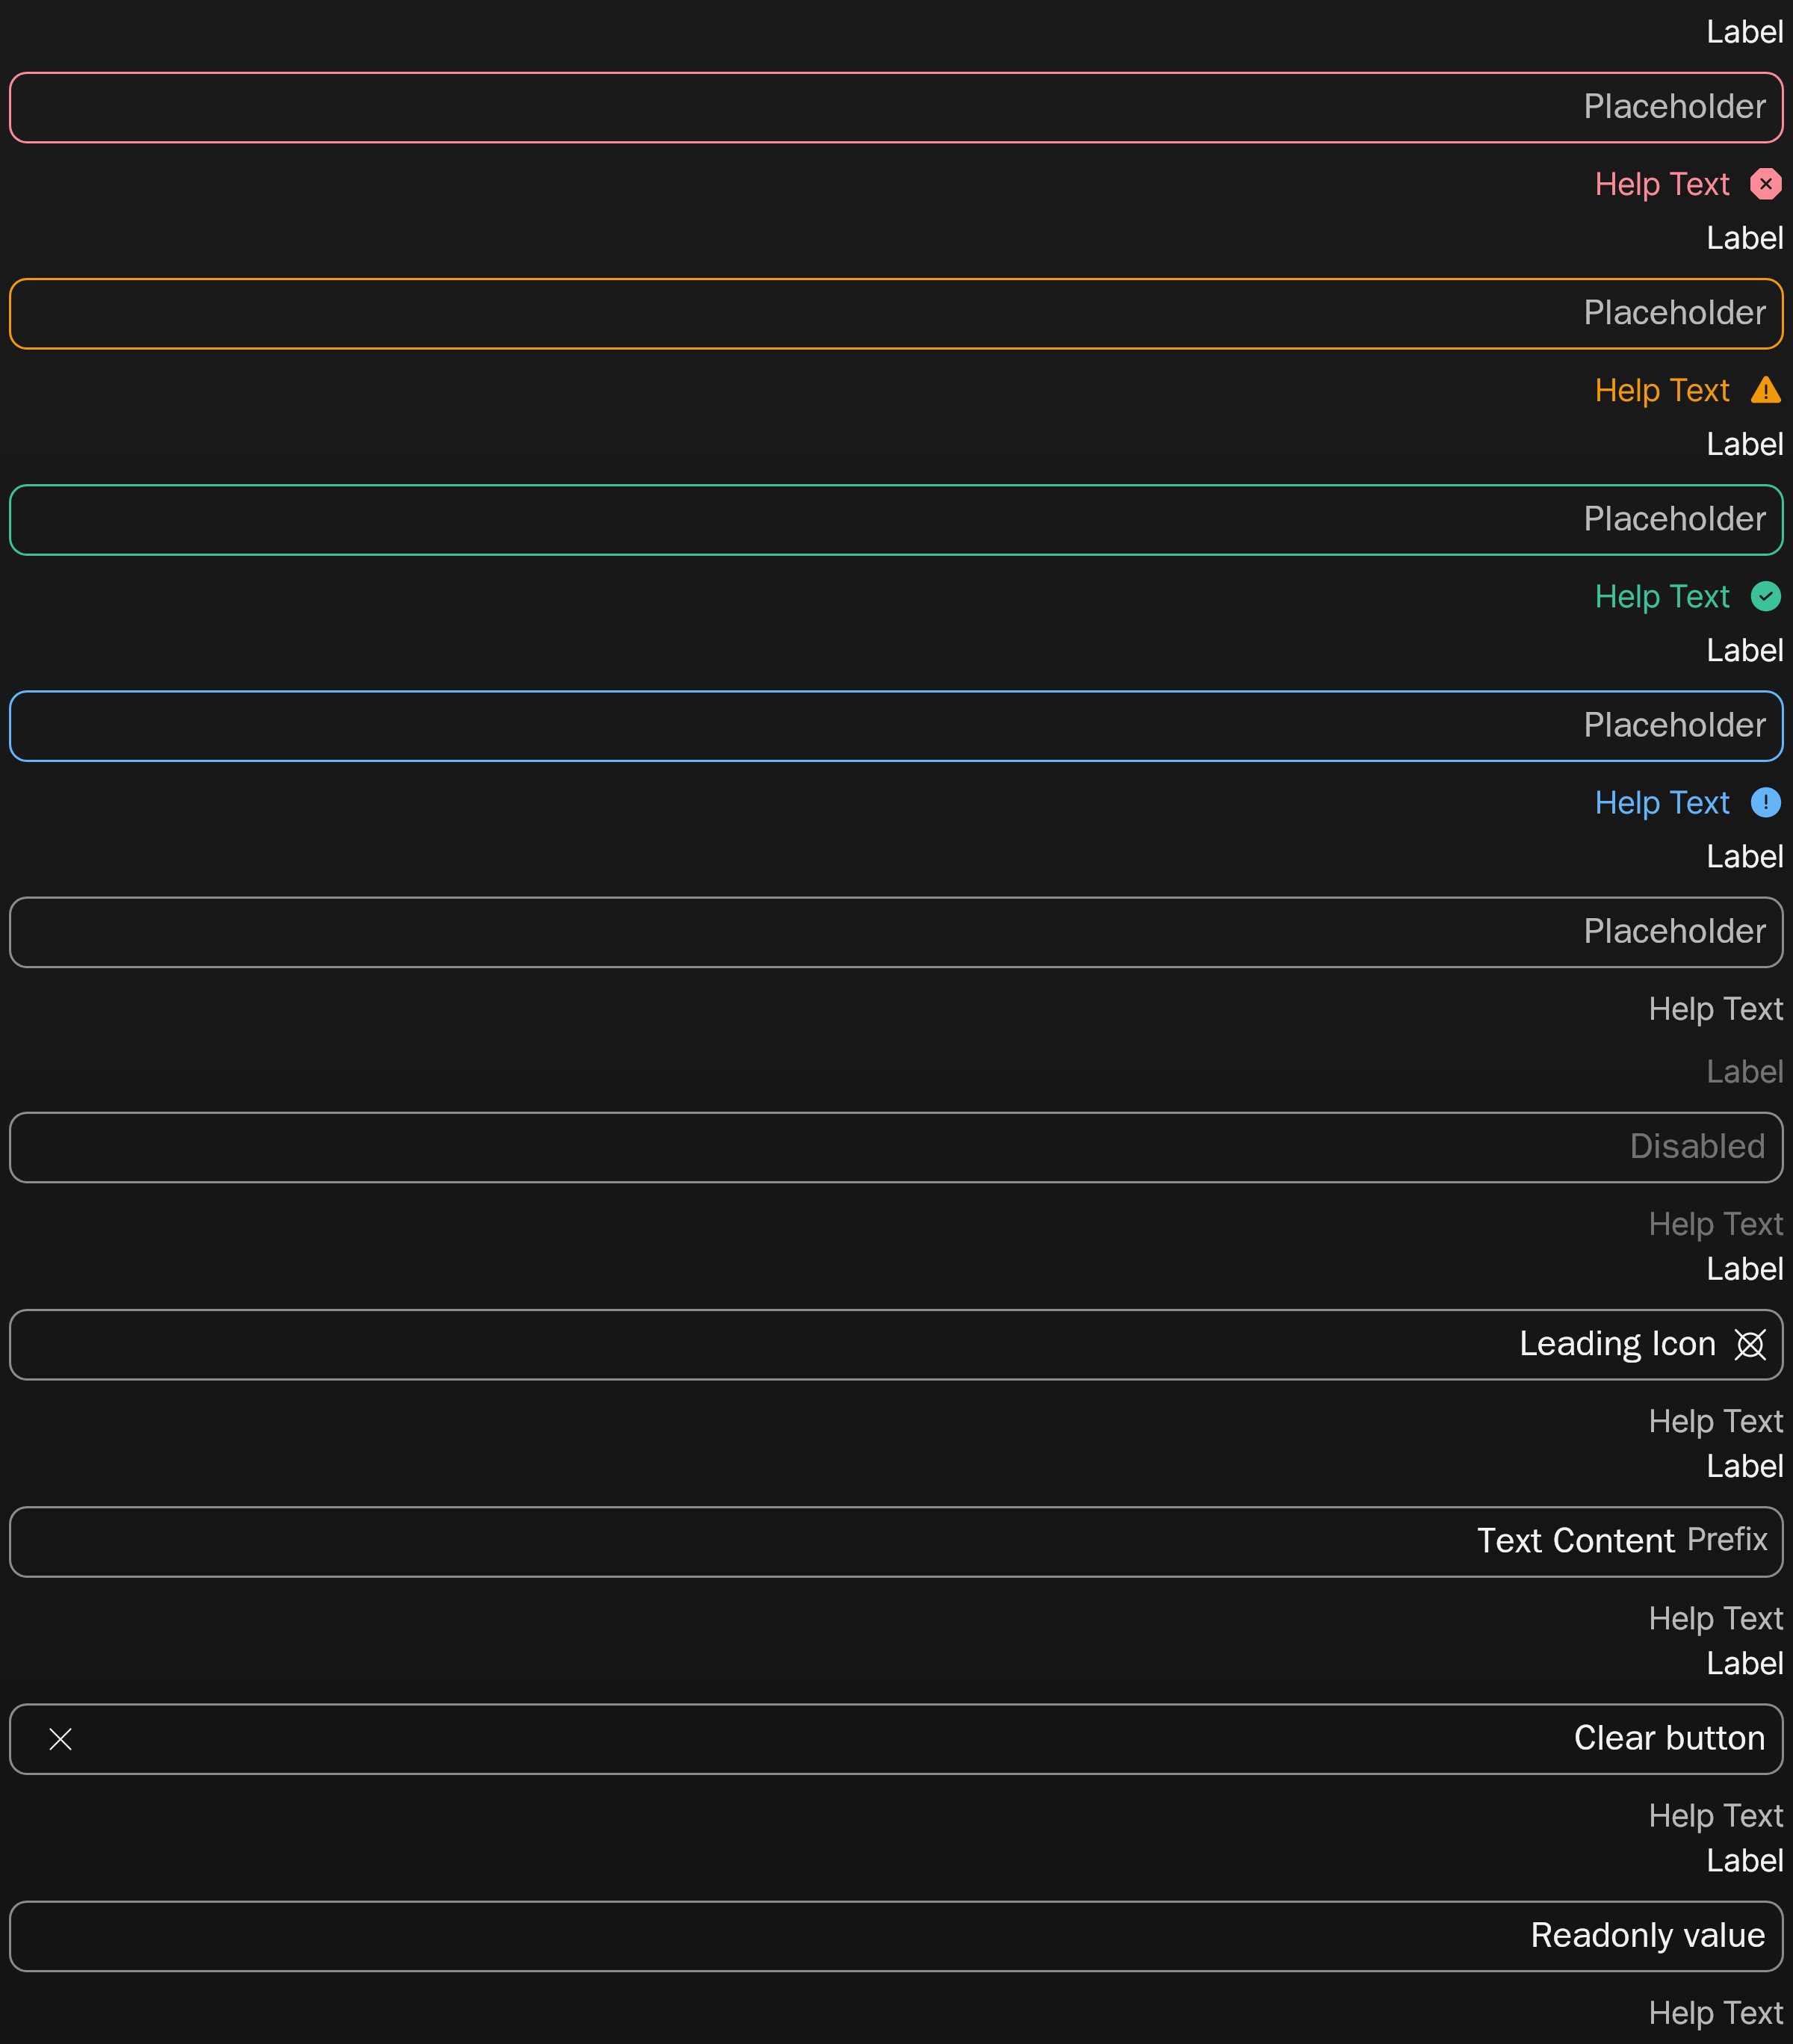 Label
Placeholder
Help Text
Label
Placeholder
Help Text
Label
Placeholder
Help Text
Label
Placeholder
Help Text
Label
Placeholder
Help Text
Label
Disabled
Help Text
Label
Leading Icon
Help Text
Label
Text Content Prefix
Help Text
Label
Clear button
Help Text
Label
Readonly value
Help Text